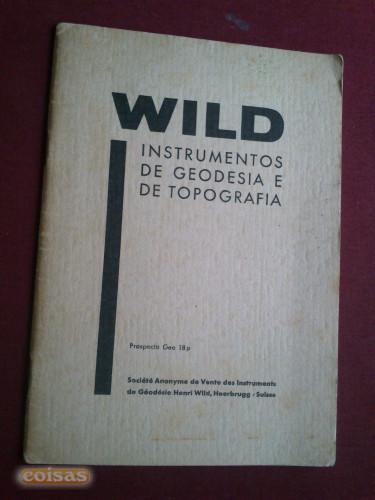 WILD
INSTRUMENTOS
DE GEODESIA E
DE TOPOGRAFIA
Prospecto Geo 18p
Société Anonyme de Vente des Instruments
de Géodésie Henri Wild, Heerbrugg - Suisse
coisas